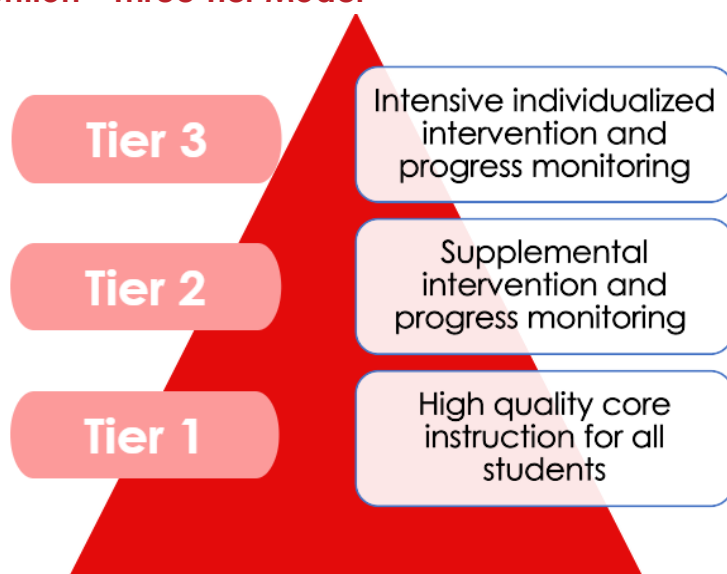 Tier 3
Intensive individualized
intervention and
progress monitoring
Tier 2
Supplemental
intervention and
progress monitoring
Tier 1
High quality core
instruction for all
students